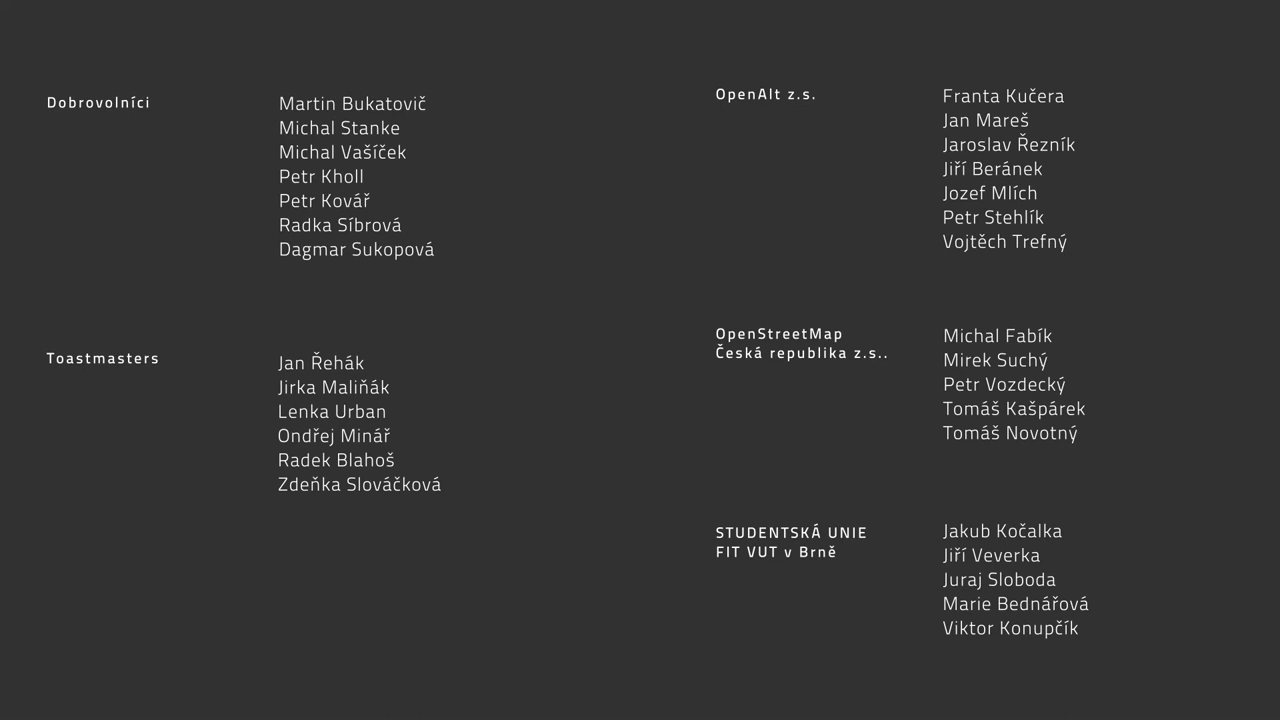 Dobrovolníci
Martin Bukatovič
Michal Stanke
Michal Vašíček
Petr Kholl
Petr Kovář
Radka Síbrová
Dagmar Sukopová
Toastmasters
Jan Řehák
Jirka Maliňák
Lenka Urban
Ondřej Minář
Radek Blahoš
Zdeňka Slováčková
OpenAlt z.s.
Franta Kučera
Jan Mareš
Jaroslav Řezník
Jiří Beránek
Jozef Mlích
Petr Stehlík
Vojtěch Trefný
OpenStreetMap
Česká republika z.s..
Michal Fabík
Mirek Suchý
Petr Vozdecký
Tomáš Kašpárek
Tomáš Novotný
STUDENTSKÁ UNIE
FIT VUT v Brně
Jakub Kočalka
Jiří Veverka
Juraj Sloboda
Marie Bednářová
Viktor Konupčík